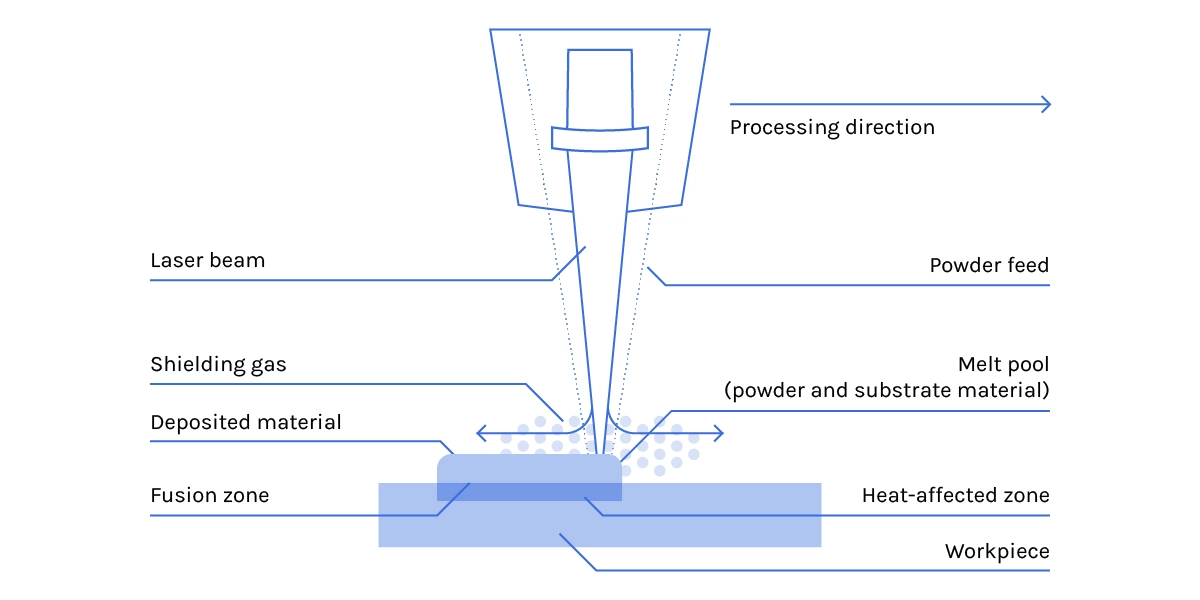 Processing direction
Laser beam
Powder feed
Shielding gas
Melt pool
(powder and substrate material)
Deposited material
Fusion zone
Heat-affected zone
Workpiece